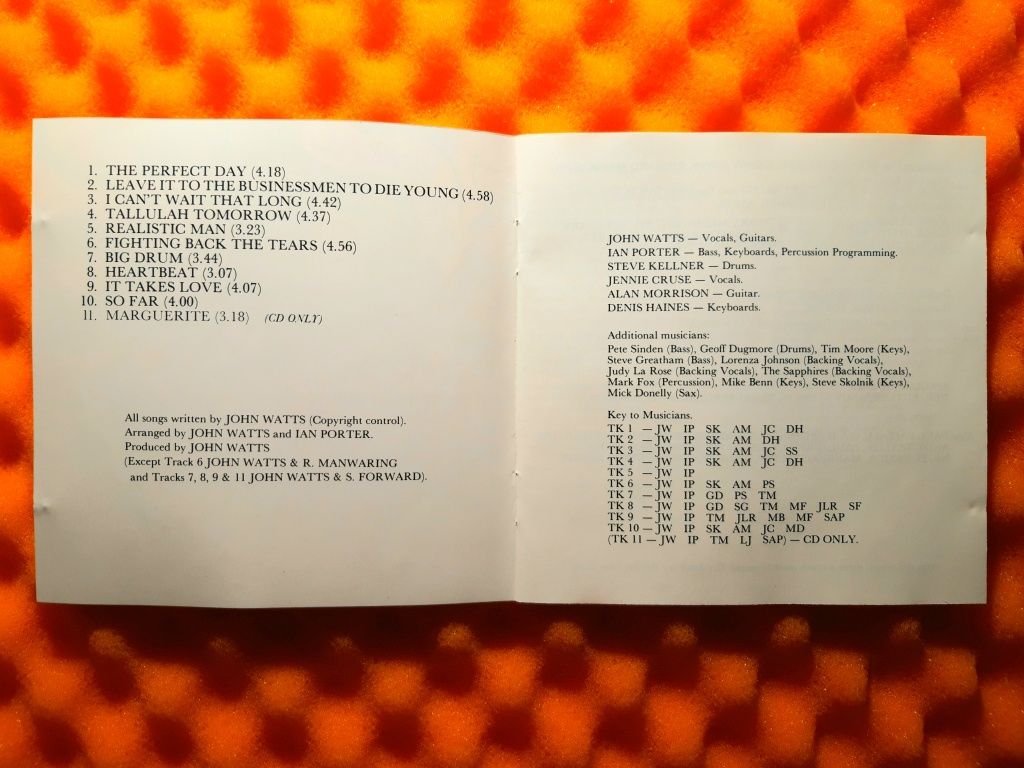 1. THE PERFECT DAY (4.18)
2. LEAVE IT TO THE BUSINESSMEN TO DIE YOUNG (4.58)
3. I CAN'T WAIT THAT LONG (4.42)
4. TALLULAH TOMORROW (4.37)
5. REALISTIC MAN (3.23)
6. FIGHTING BACK THE TEARS (4.56)
7. BIG DRUM (3.44)
8. HEARTBEAT (3.07)
9. IT TAKES LOVE (4.07)
10. SO FAR (4.00)
11. MARGUERITE (3.18) (CD ONLY)
All songs written by JOHN WATTS (Copyright control).
Arranged by JOHN WATTS and IAN PORTER.
Produced by JOHN WATTS
(Except Track 6 JOHN WATTS & R. MANWARING
and Tracks 7, 8, 9 & 11 JOHN WATTS & S. FORWARD).
JOHN WATTS — Vocals, Guitars.
IAN PORTER — Bass, Keyboards, Percussion Programming.
STEVE KELLNER — Drums.
JENNIE CRUSE — Vocals.
ALAN MORRISON — Guitar.
DENIS HAINES — Keyboards.
Additional musicians:
Pete Sinden (Bass), Geoff Dugmore (Drums), Tim Moore (Keys),
Steve Greatham (Bass), Lorenza Johnson (Backing Vocals),
Judy La Rose (Backing Vocals), The Sapphires (Backing Vocals),
Mark Fox (Percussion), Mike Benn (Keys), Steve Skolnik (Keys),
Mick Donelly (Sax).
Key to Musicians.
TK 1 — JW IP SK AM JC DH
TK 2 — JW IP SK AM DH
TK 3 — JW IP SK AM JC SS
TK 4 — JW IP SK AM JC DH
TK 5 — JW IP
TK 6 — JW IP SK AM PS
TK 7 — JW IP GD PS TM
TK 8 — JW IP GD SG TM MF JLR SF
TK 9 — JW IP TM JLR MB MF SAP
TK 10 — JW IP SK AM JC MD
(TK 11 — JW IP TM LJ SAP) — CD ONLY.